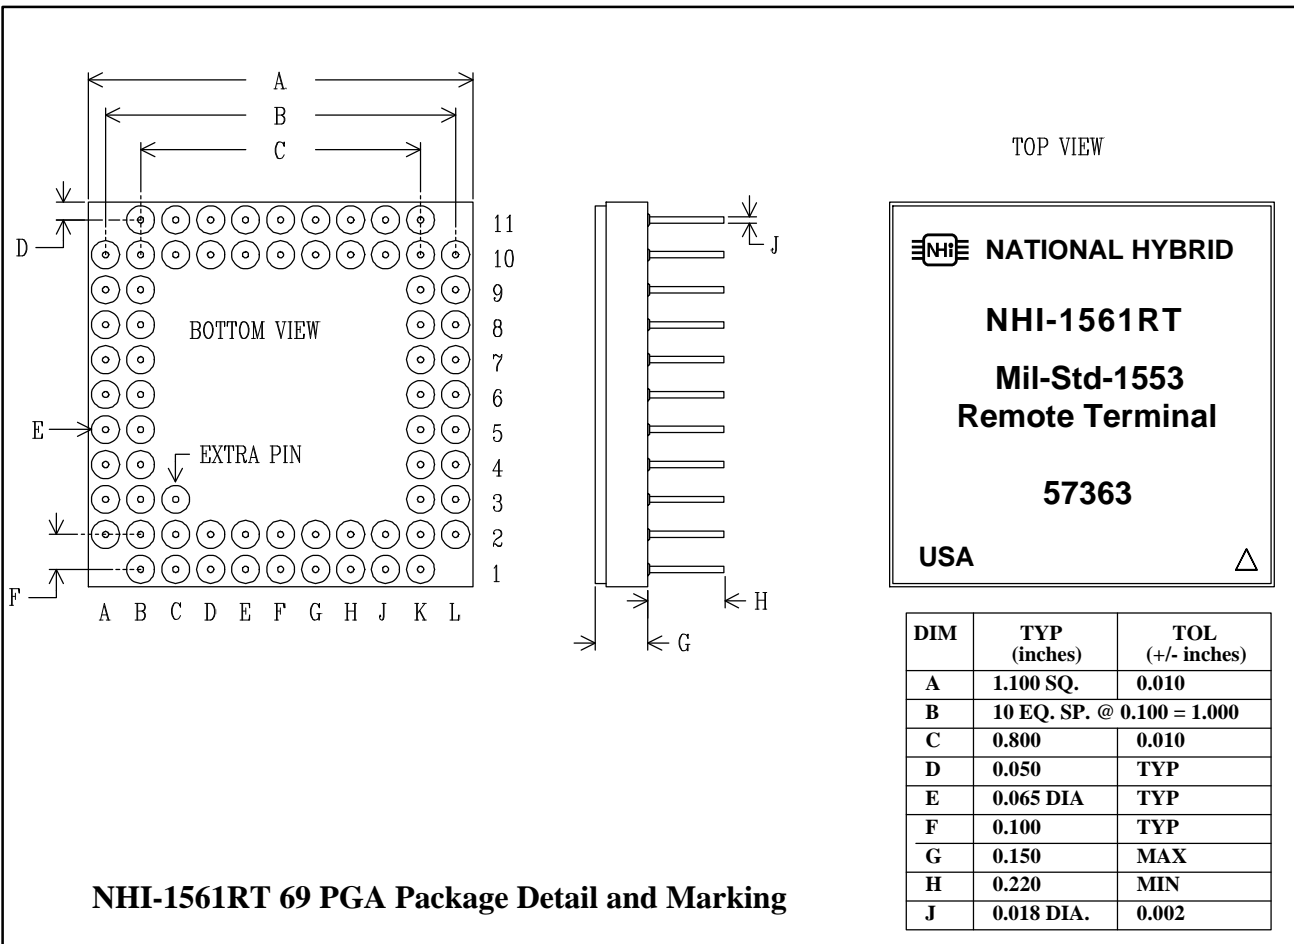 A
B
C
TOP VIEW
D
11
10
9
8
7
6
5
4
3
2
1
BOTTOM VIEW
E
EXTRA PIN
F
A B C D E F G H J K L
J
H
G
NHi NATIONAL HYBRID
NHI-1561RT
Mil-Std-1553
Remote Terminal
57363
USA
DIM TYP (inches) TOL (+/- inches)
A 1.100 SQ. 0.010
B 10 EQ. SP. @ 0.100 = 1.000
C 0.800 0.010
D 0.050 TYP
E 0.065 DIA TYP
F 0.100 TYP
G 0.150 MAX
H 0.220 MIN
J 0.018 DIA. 0.002
NHI-1561RT 69 PGA Package Detail and Marking